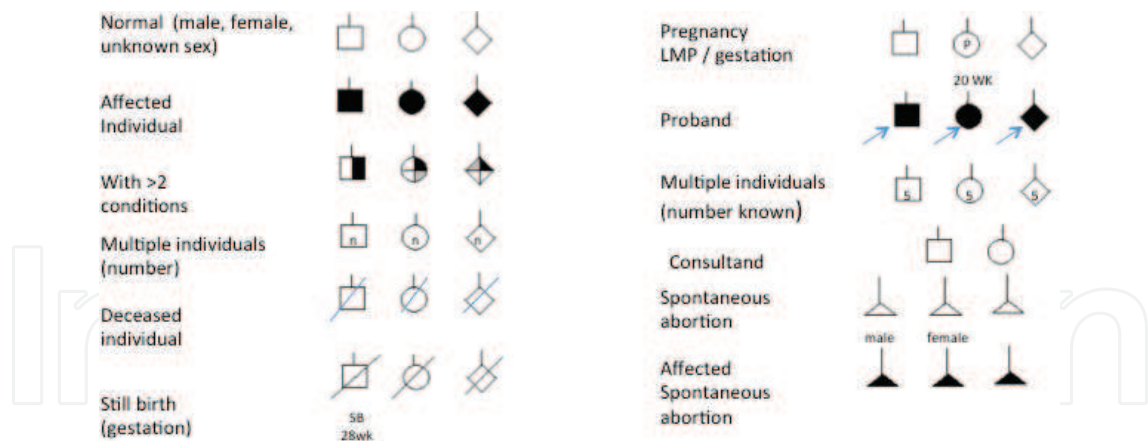 Normal (male, female,
unknown sex)
Affected
Individual
With >2
conditions
n n n
Multiple individuals
(number)
Deceased
individual
Still birth
(gestation)
SB
28wk
Pregnancy
LMP / gestation
P
20 WK
Proband
Multiple individuals
(number known)
5 5 5
Consultand
Spontaneous
abortion
male female
Affected
Spontaneous
abortion